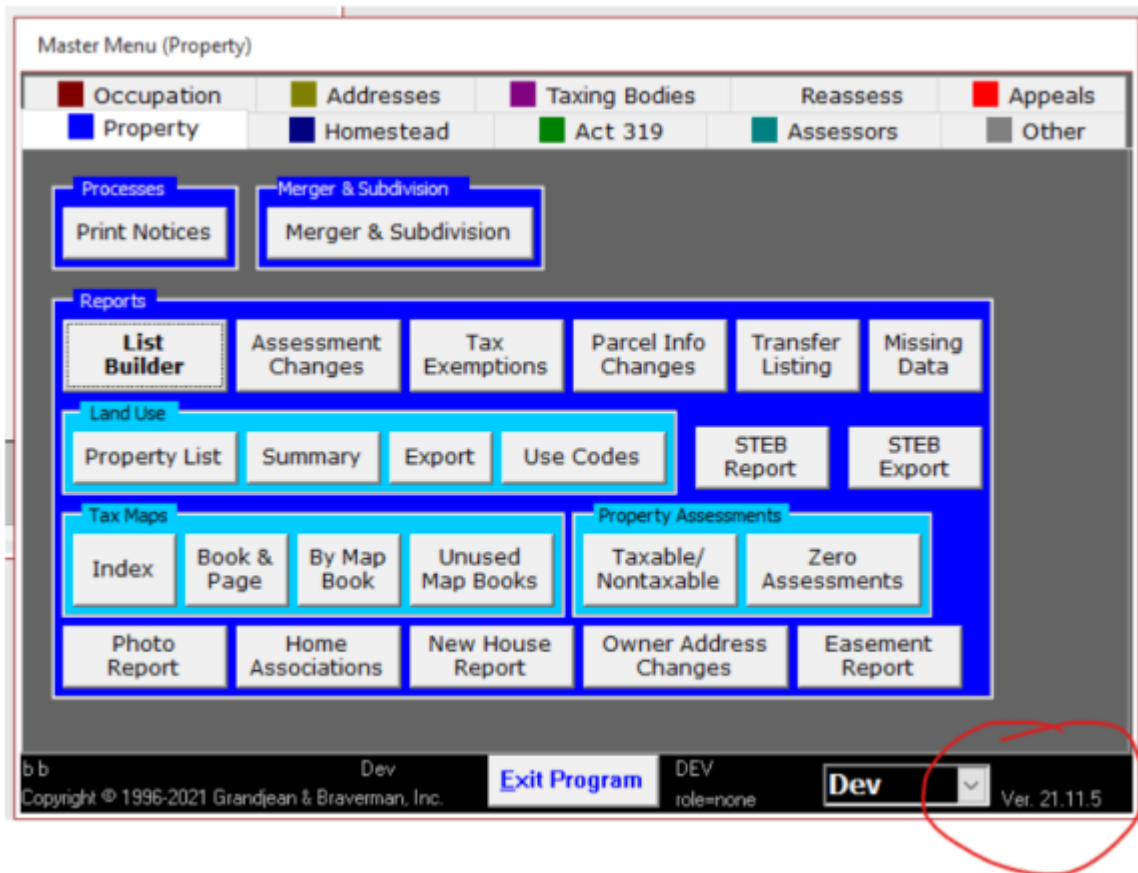 Master Menu (Property)
Occupation Addresses Taxing Bodies Reassess Appeals
Property Homestead Act 319 Assessors Other
Processes Merger & Subdivision
Print Notices Merger & Subdivision
Reports
List Builder Assessment Changes Tax Exemptions Parcel Info Changes Transfer Listing Missing Data
Land Use
Property List Summary Export Use Codes STEB Report STEB Export
Tax Maps Property Assessments
Index Book & Page By Map Book Unused Map Books Taxable/ Nontaxable Zero Assessments
Photo Report Home Associations New House Report Owner Address Changes Easement Report
b b Dev Exit Program DEV Dev
Copyright © 1996-2021 Grandjean & Braverman, Inc. role=none Ver. 21.11.5